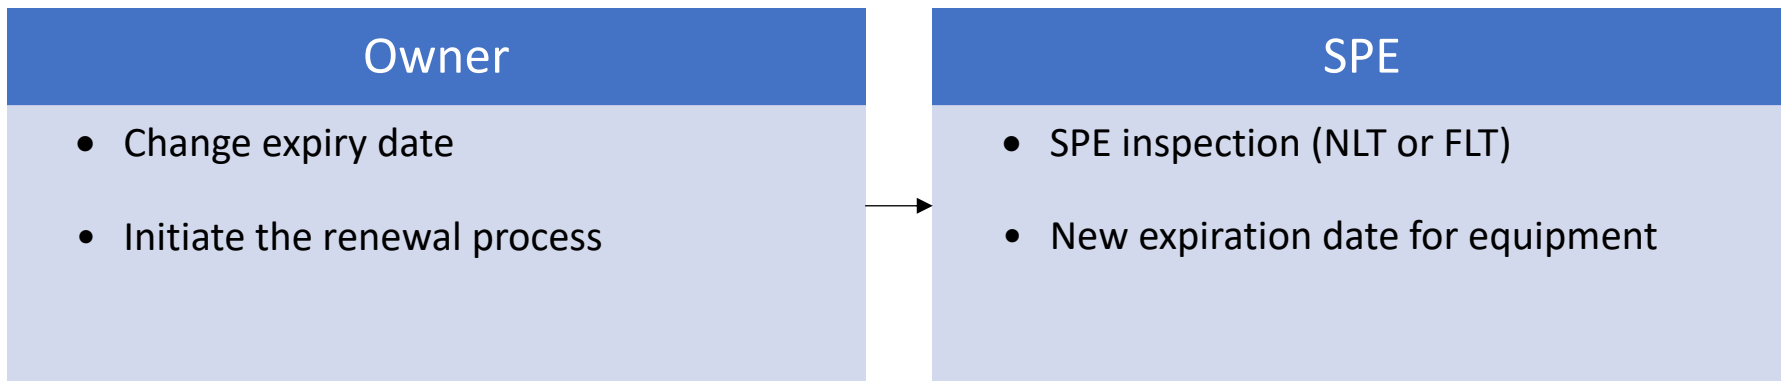 Owner
• Change expiry date
• Initiate the renewal process
SPE
• SPE inspection (NLT or FLT)
• New expiration date for equipment